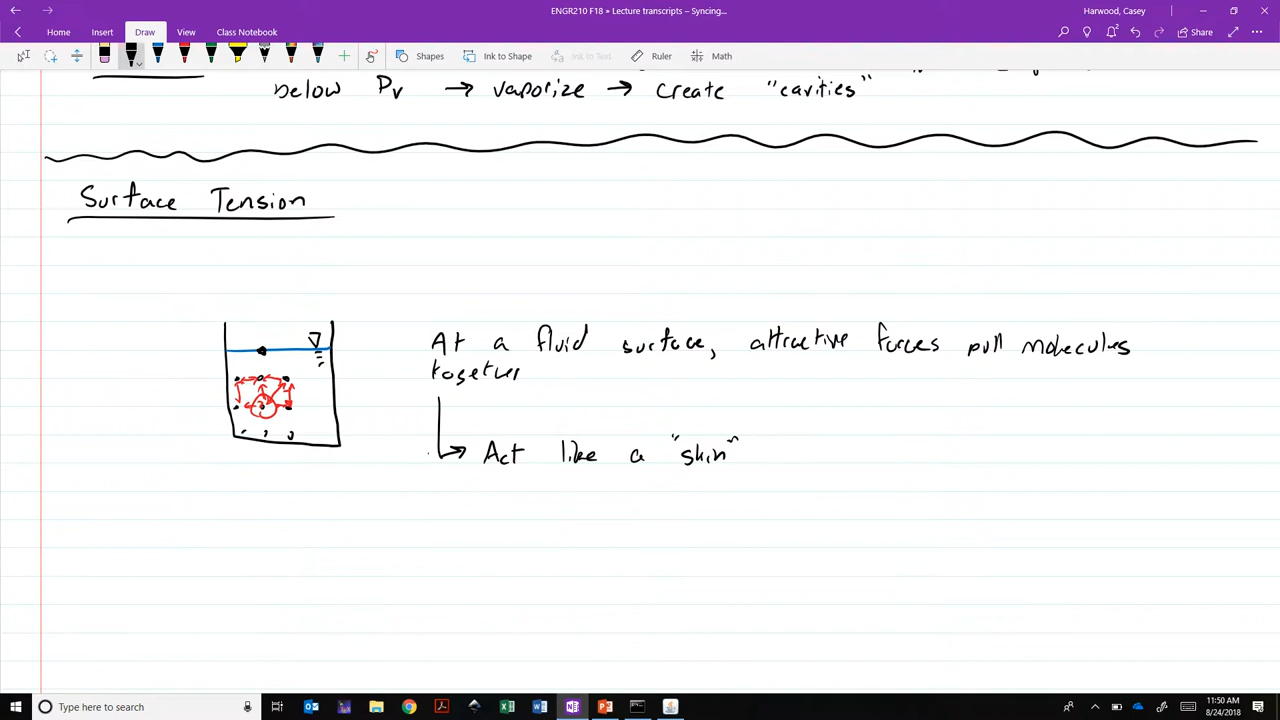 ENGR210 F18 » Lecture transcripts – Syncing...
Harwood, Casey
Home
Insert
Draw
View
Class Notebook
Share
Shapes
Ink to Shape
Ink to Text
Ruler
Math
below Pv → vaporize → create "cavities"
Surface Tension
At a fluid surface, attractive forces pull molecules
together
Act like a "skin"
Type here to search
11:50 AM
8/24/2018